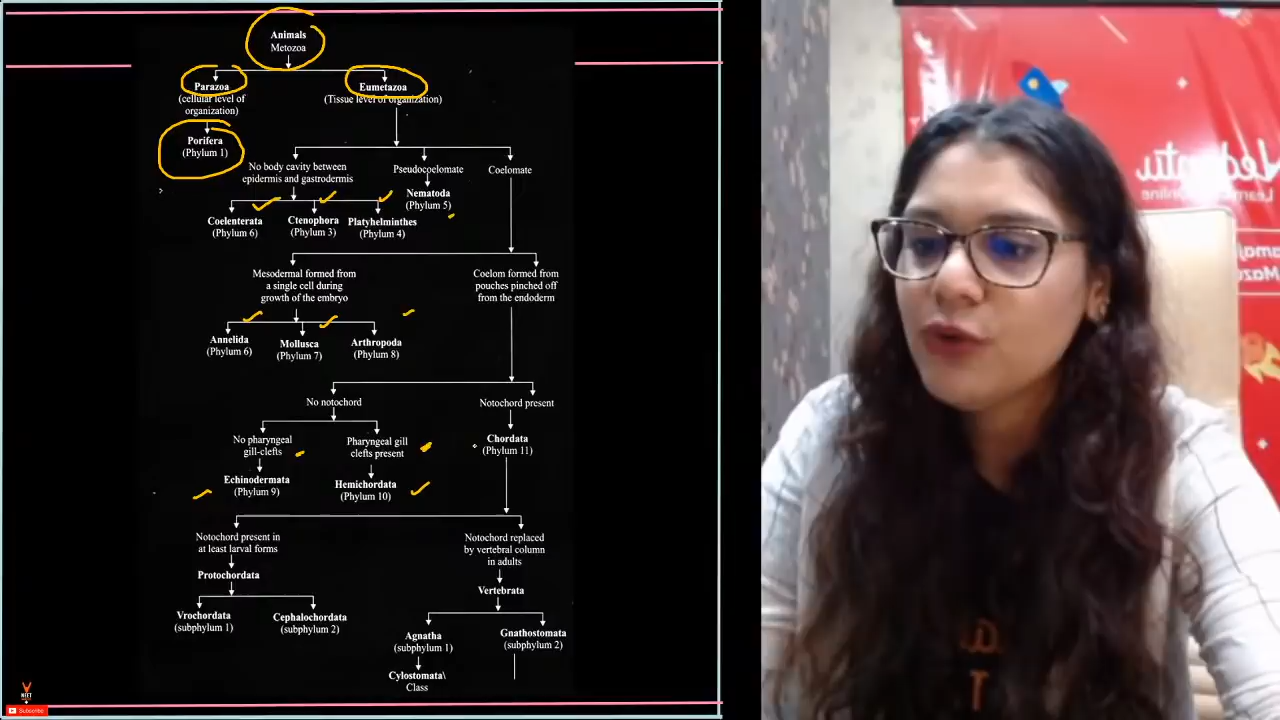 Animals
Metozoa
Parazoa
(cellular level of
organization)
Eumetazoa
(Tissue level of organization)
Porifera
(Phylum 1)
No body cavity between
epidermis and gastrodermis
Pseudocoelomate
Coelomate
Nematoda
(Phylum 5)
Coelenterata
(Phylum 6)
Ctenophora
(Phylum 3)
Platyhelminthes
(Phylum 4)
Mesodermal formed from
a single cell during
growth of the embryo
Coelom formed from
pouches pinched off
from the endoderm
Annelida
(Phylum 6)
Mollusca
(Phylum 7)
Arthropoda
(Phylum 8)
No notochord
Notochord present
No pharyngeal
gill-clefts
Pharyngeal gill
clefts present
Chordata
(Phylum 11)
Echinodermata
(Phylum 9)
Hemichordata
(Phylum 10)
Notochord present in
at least larval forms
Notochord replaced
by vertebral column
in adults
Protochordata
Vertebrata
Vrochordata
(subphylum 1)
Cephalochordata
(subphylum 2)
Agnatha
(subphylum 1)
Gnathostomata
(subphylum 2)
Cylostomata\
Class
NEET
Subscribe